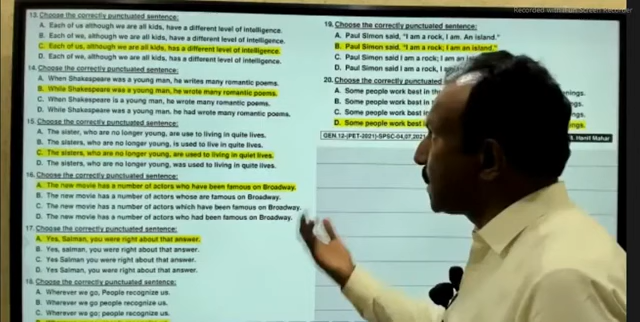 Recorded with
13. Choose the correctly punctuated sentence:
A. Each of us although we are all kids, have a different level of intelligence.
B. Each of we, although we are all kids, has a different level of intelligence.
C. Each of us, although we are all kids, has a different level of intelligence.
D. Each of us, although we are all kids, has a different levels of intelligence.
14. Choose the correctly punctuated sentence:
A. When Shakespeare was a young man, he writes many romantic poems.
B. While Shakespeare was a young man, he wrote many romantic poems.
C. When Shakespeare is a young man, he wrote many romantic poems.
D. While Shakespeare was a young man, he had wrote many romantic poems.
15. Choose the correctly punctuated sentence:
A. The sister, who are no longer young, are use to living in quite lives.
B. The sisters, who are no longer young, is used to live in quite lives.
C. The sisters, who are no longer young, are used to living in quiet lives.
D. The sisters, who are no longer young, was used to living in quite lives.
16. Choose the correctly punctuated sentence:
A. The new movie has a number of actors who have been famous on Broadway.
B. The new movie has a number of actors whose are famous on Broadway.
C. The new movie has a number of actors which have been famous on Broadway.
D. The new movie has a number of actors who had been famous on Broadway.
17. Choose the correctly punctuated sentence:
A. Yes, Salman, you were right about that answer.
B. Yes, salman, you were right about that answer.
C. Yes Salman you were right about that answer.
D. Yes Salman, you were right about that answer.
18. Choose the correctly punctuated sentence:
A. Wherever we go, People recognize us.
B. Wherever we go people recognize us.
C. Wherever we go; people recognize us.
19. Choose the correctly punctuated sentence:
A. Paul Simon said, "I am a rock, I am. An island."
B. Paul Simon said, "I am a rock; I am an island."
C. Paul Simon said I am a rock; I am an
D. Paul Simon said I am a rock, I am
20. Choose the correctly punctuated
A. Some people work best in
B. Some people work best in
C. Some people work best in
D. Some people work best
GEN.12-(PET-2021)-SPSC-04,07,2021
Hanif Mahar